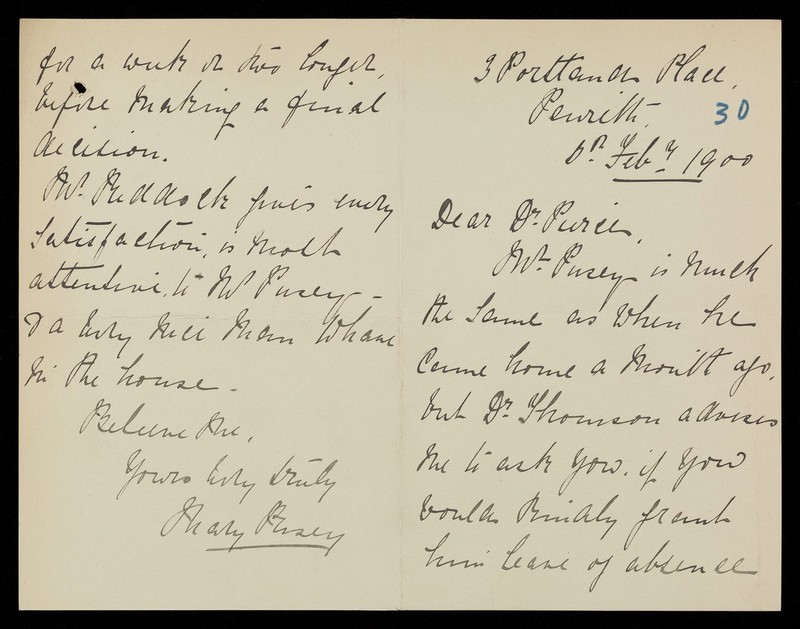 3 Portland Place,
Penrith.
30
Feby 1900
Dear Dr. Pierce,
Mr. Pusey is much
the same as when he
came home a month ago,
but Dr. Thomson advises
me to ask you, if you
would kindly grant
him leave of absence
for a week or two longer,
before making a final
decision.
Mr. Reddock gives every
satisfaction, is most
attentive, to Mr Pusey –
& a very nice man to have
in the house.
Believe me,
Yours very truly
Mary Pusey